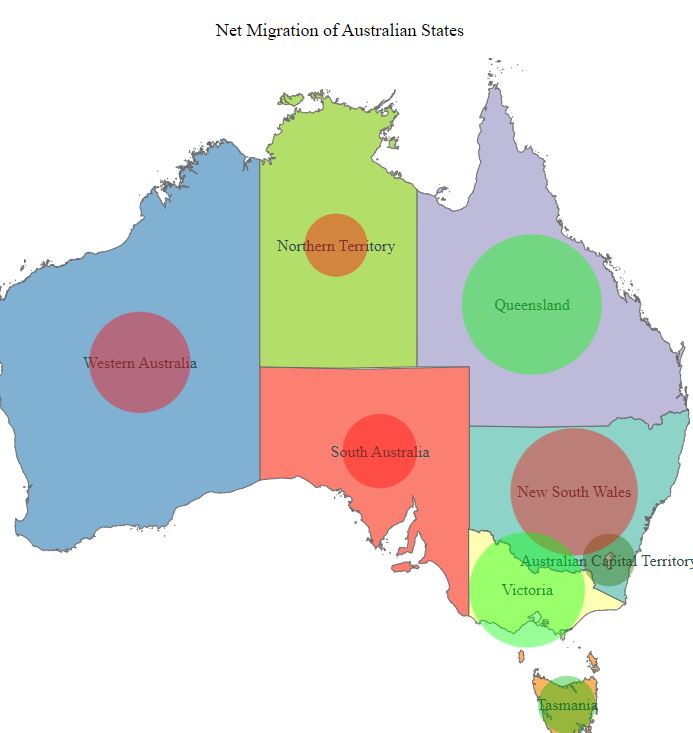 Net Migration of Australian States
Northern Territory
Queensland
Western Australia
South Australia
New South Wales
Australian Capital Territory
Victoria
Tasmania